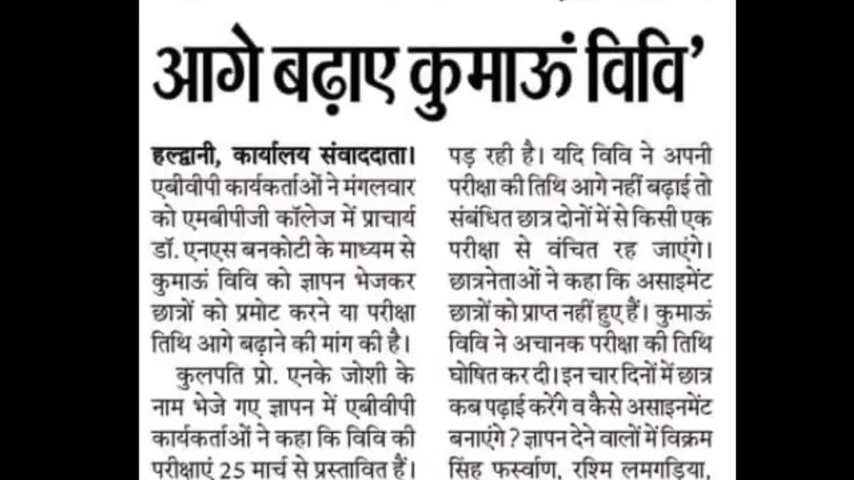 आगे बढ़ाए कुमाऊं विवि’
हल्द्वानी, कार्यालय संवाददाता।
एबीवीपी कार्यकर्ताओं ने मंगलवार
को एमबीपीजी कॉलेज में प्राचार्य
डॉ. एनएस बनकोटी के माध्यम से
कुमाऊं विवि को ज्ञापन भेजकर
छात्रों को प्रमोट करने या परीक्षा
तिथि आगे बढ़ाने की मांग की है।
कुलपति प्रो. एनके जोशी के
नाम भेजे गए ज्ञापन में एबीवीपी
कार्यकर्ताओं ने कहा कि विवि की
परीक्षाएं 25 मार्च से प्रस्तावित हैं।
पड़ रही है। यदि विवि ने अपनी
परीक्षा की तिथि आगे नहीं बढ़ाई तो
संबंधित छात्र दोनों में से किसी एक
परीक्षा से वंचित रह जाएंगे।
छात्रनेताओं ने कहा कि असाइमेंट
छात्रों को प्राप्त नहीं हुए हैं। कुमाऊं
विवि ने अचानक परीक्षा की तिथि
घोषित कर दी। इन चार दिनों में छात्र
कब पढ़ाई करेंगे व कैसे असाइनमेंट
बनाएंगे? ज्ञापन देने वालों में विक्रम
सिंह फर्स्वाण, रश्मि लमगड़िया,